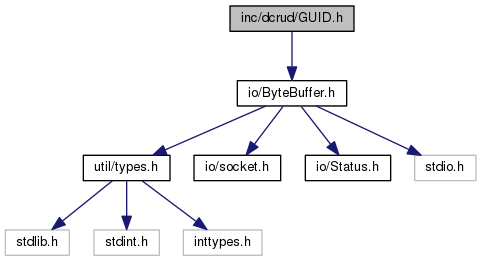 inc/dcrud/GUID.h
io/ByteBuffer.h
util/types.h
io/socket.h
io/Status.h
stdio.h
stdlib.h
stdint.h
inttypes.h